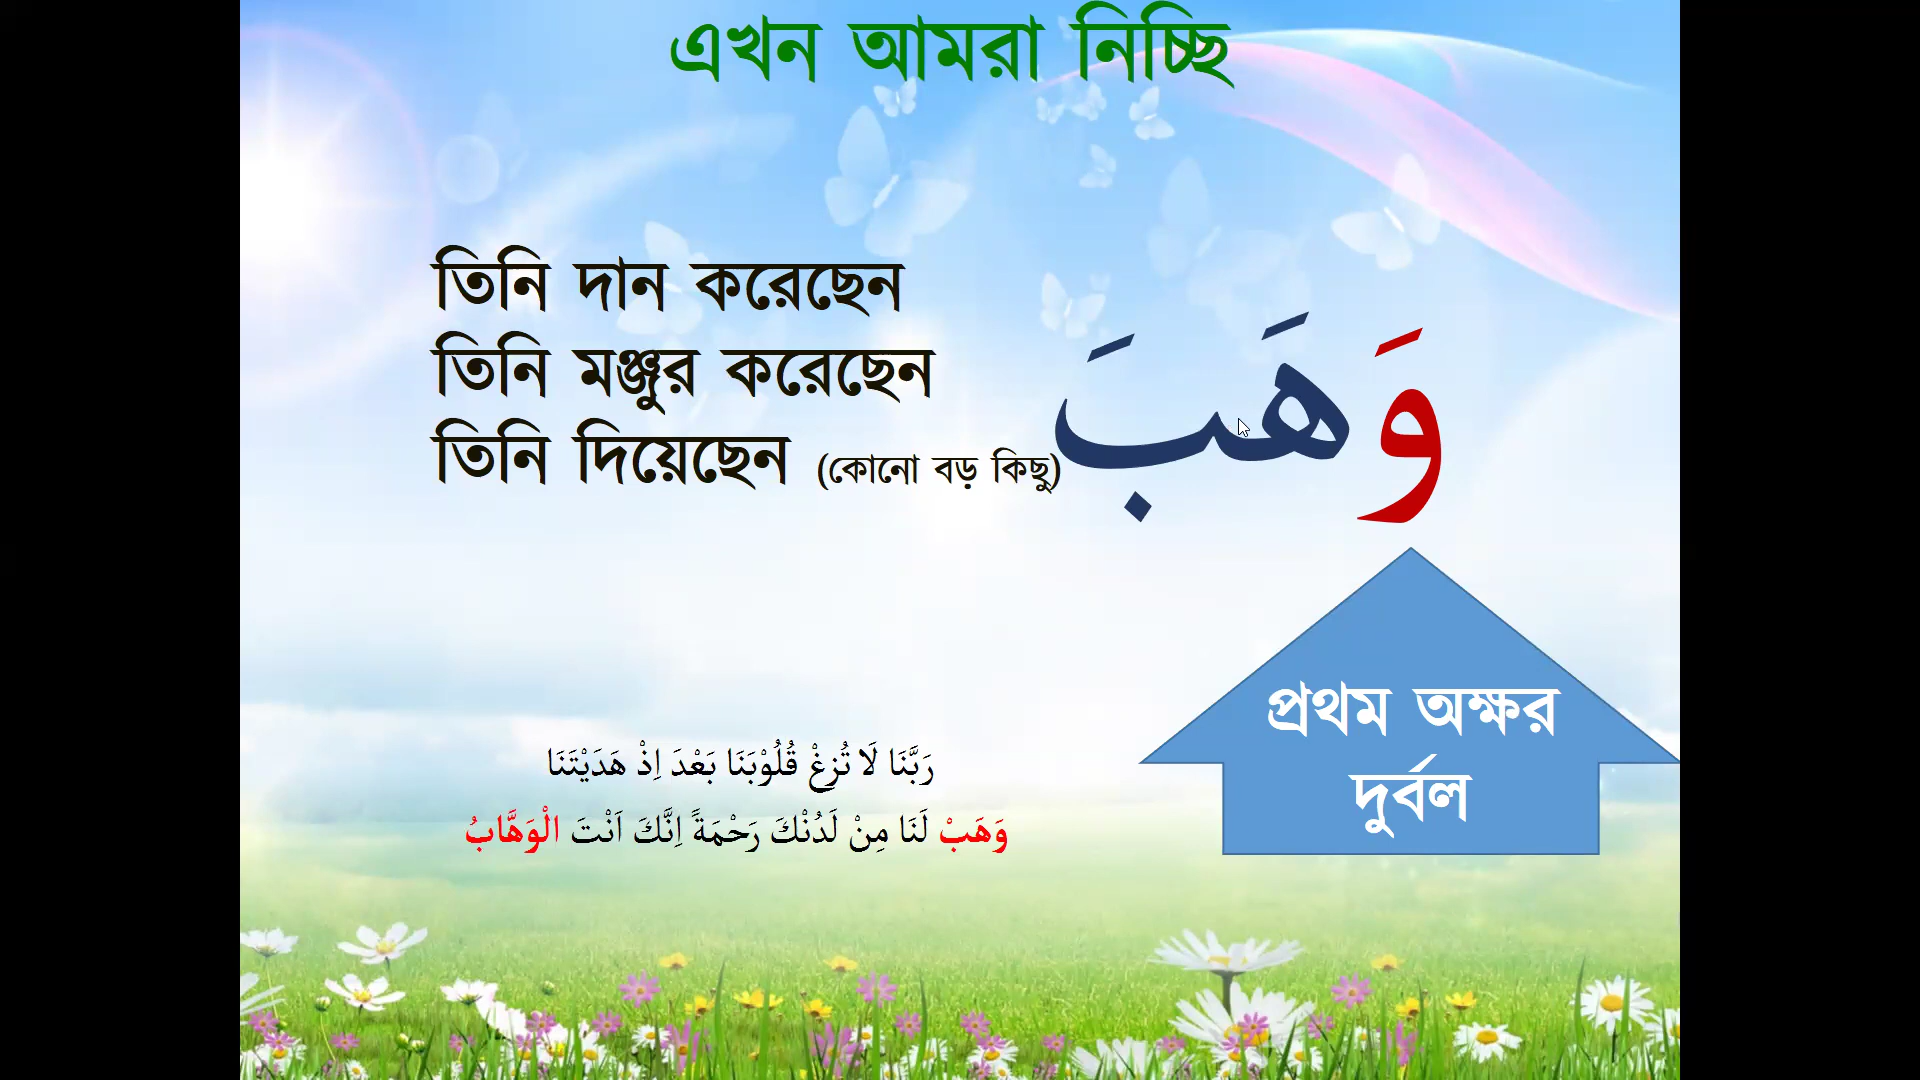 এখন আমরা নিচ্ছি
তিনি দান করেছেন
তিনি মঞ্জুর করেছেন
তিনি দিয়েছেন (কোনো বড় কিছু)
وَهَبَ
প্রথম অক্ষর
দুর্বল
رَبَّنَا لَا تُزِغْ قُلُوْبَنَا بَعْدَ اِذْ هَدَيْتَنَا
وَهَبْ لَنَا مِنْ لَدُنْكَ رَحْمَةً اِنَّكَ اَنْتَ الْوَهَّابُ